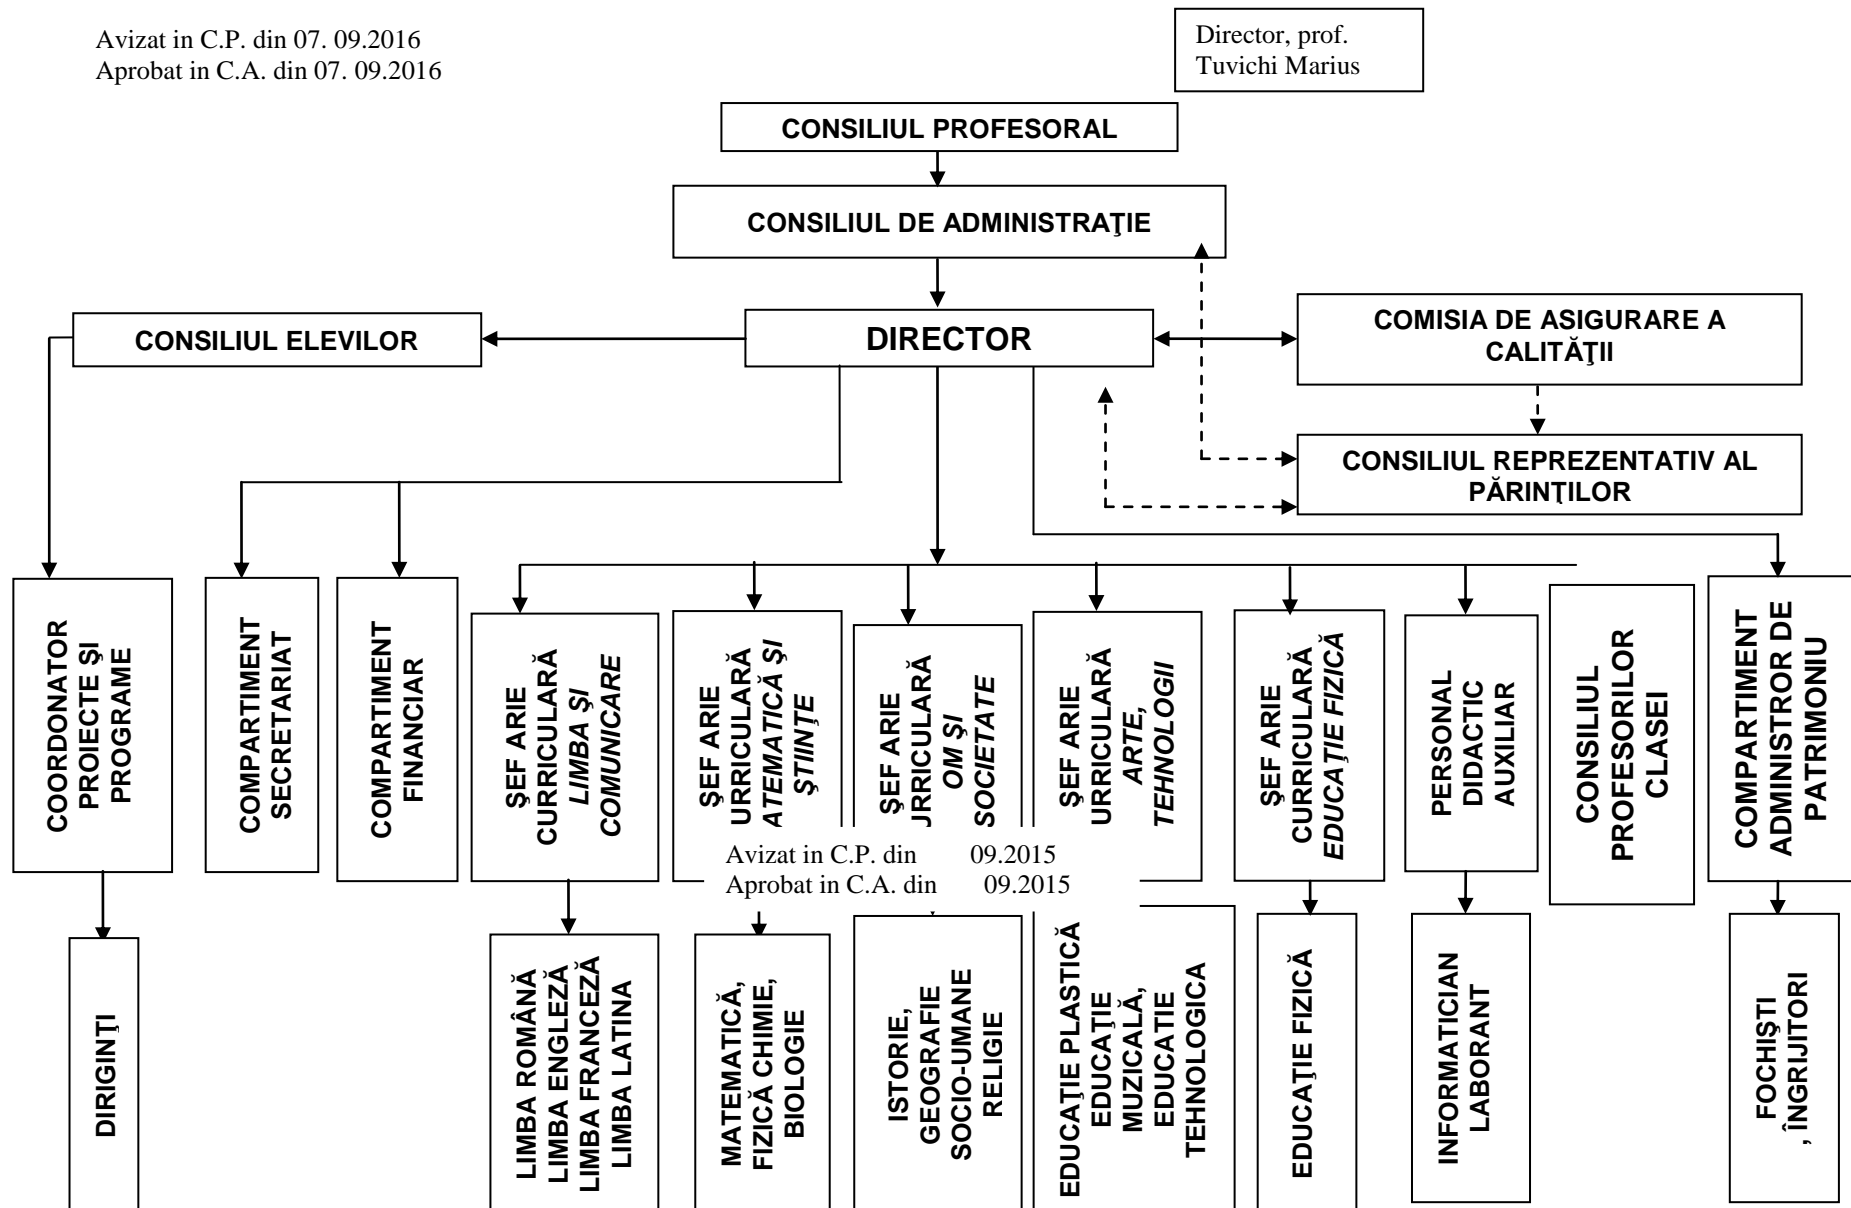 Avizat in C.P. din 07. 09.2016
Aprobat in C.A. din 07. 09.2016
Director, prof.
Tuvichi Marius
CONSILIUL PROFESORAL
CONSILIUL DE ADMINISTRAŢIE
CONSILIUL ELEVILOR
DIRECTOR
COMISIA DE ASIGURARE A
CALITĂŢII
CONSILIUL REPREZENTATIV AL
PĂRINŢILOR
COORDONATOR
PROIECTE ŞI
PROGRAME
COMPARTIMENT
SECRETARIAT
COMPARTIMENT
FINANCIAR
ŞEF ARIE
CURRICULARĂ
LIMBA ŞI
COMUNICARE
ŞEF ARIE
URRICULARĂ
ATEMATICĂ ŞI
ŞTIINŢE
ŞEF ARIE
JRRICULARĂ
OM ŞI
SOCIETATE
ŞEF ARIE
URRICULARĂ
ARTE,
TEHNOLOGII
ŞEF ARIE
CURRICULARĂ
EDUCAŢIE FIZICĂ
PERSONAL
DIDACTIC
AUXILIAR
CONSILIUL
PROFESORILOR
CLASEI
COMPARTIMENT
ADMINISTROR DE
PATRIMONIU
Avizat in C.P. din 09.2015
Aprobat in C.A. din 09.2015
DIRIGINŢI
LIMBA ROMÂNĂ
LIMBA ENGLEZĂ
LIMBA FRANCEZĂ
LIMBA LATINA
MATEMATICĂ,
FIZICĂ CHIMIE,
BIOLOGIE
ISTORIE,
GEOGRAFIE
SOCIO-UMANE
RELIGIE
EDUCAŢIE PLASTICĂ
EDUCAŢIE
MUZICALĂ,
EDUCATIE
TEHNOLOGICA
EDUCAŢIE FIZICĂ
INFORMATICIAN
LABORANT
FOCHIŞTI
, ÎNGRIJITORI